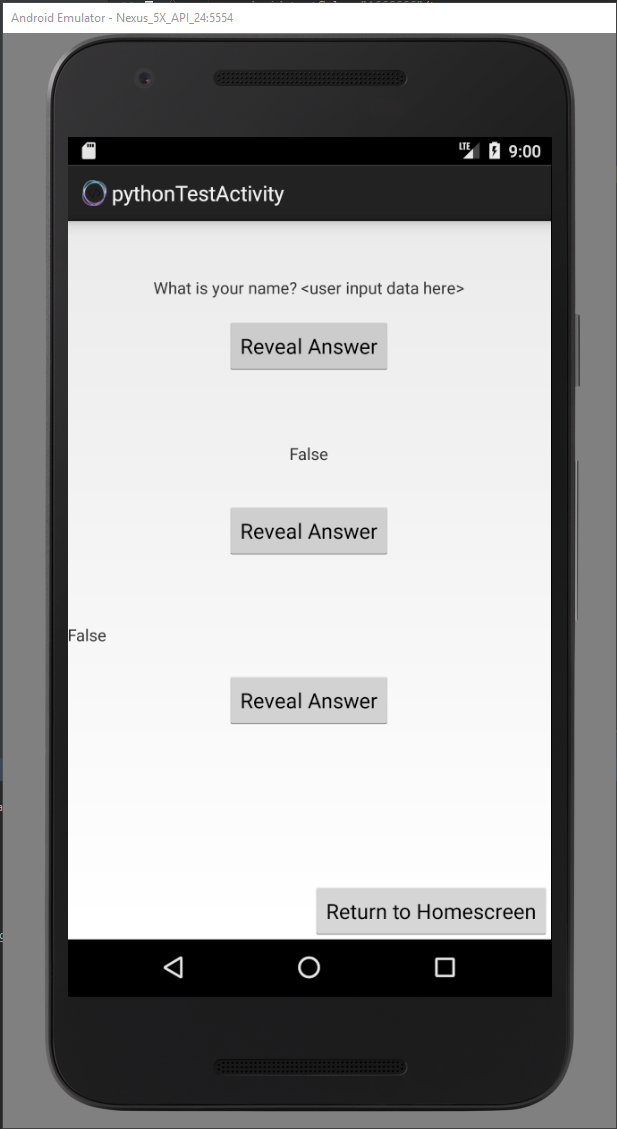 Android Emulator - Nexus_5X_API_24:5554
LTE 9:00
pythonTestActivity
What is your name? <user input data here>
Reveal Answer
False
Reveal Answer
False
Reveal Answer
Return to Homescreen